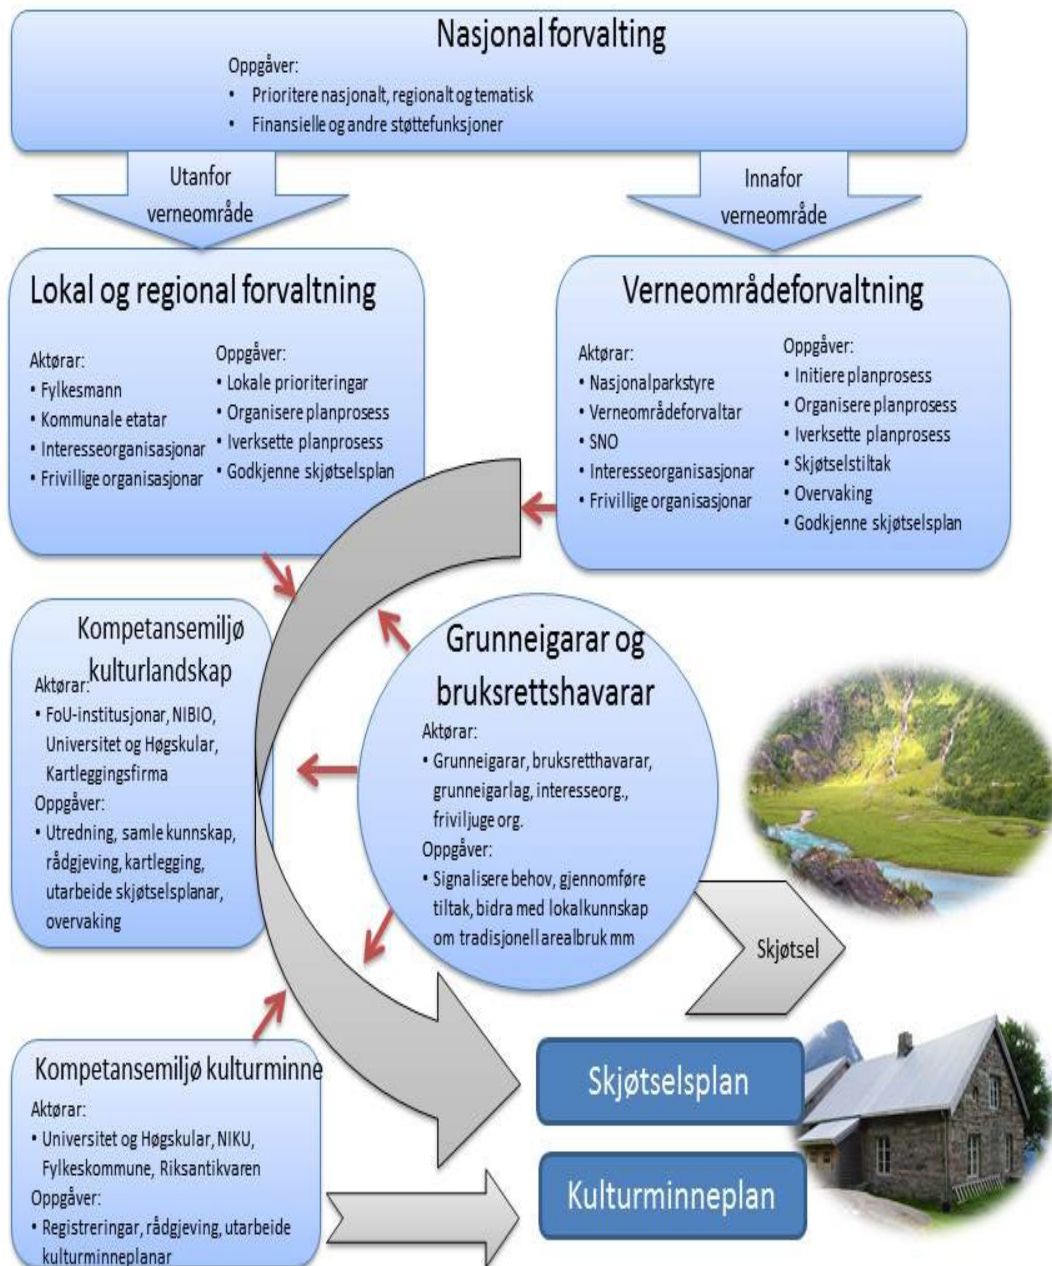 Nasjonal forvalting
Oppgåver:
• Prioritere nasjonalt, regionalt og tematisk
• Finansielle og andre støttefunksjoner
Utanfor
verneområde
Innafor
verneområde
Lokal og regional forvaltning
Aktørar:
• Fylkesmann
• Kommunale etatar
• Interesseorganisasjonar
• Frivillige organisasjonar
Oppgåver:
• Lokale prioriteringar
• Organisere planprosess
• Iverksette planprosess
• Godkjenne skjøtselsplan
Verneområdeforvaltning
Aktørar:
• Nasjonalparkstyre
• Verneområdeforvaltar
• SNO
• Interesseorganisasjonar
• Frivillige organisasjonar
Oppgåver:
• Initiere planprosess
• Organisere planprosess
• Iverksette planprosess
• Skjøtselstiltak
• Overvaking
• Godkjenne skjøtselsplan
Kompetansemiljø
kulturlandskap
Aktørar:
• FoU-institusjonar, NIBIO,
Universitet og Høgskular,
Kartleggingsfirma
Oppgåver:
• Utredning, samle kunnskap,
rådgjeving, kartlegging,
utarbeide skjøtselsplanar,
overvaking
Grunneigarar og
bruksrettshavarar
Aktørar:
• Grunneigarar, bruksretthavarar,
grunneigarlag, interesseorg.,
friviljuge org.
Oppgåver:
• Signalisere behov, gjennomføre
tiltak, bidra med lokalkunnskap
om tradisjonell arealbruk mm
Skjøtsel
Kompetansemiljø kulturminne
Aktørar:
• Universitet og Høgskular, NIKU,
Fylkeskommune, Riksantikvaren
Oppgåver:
• Registreringar, rådgjeving, utarbeide
kulturminneplanar
Skjøtselsplan
Kulturminneplan